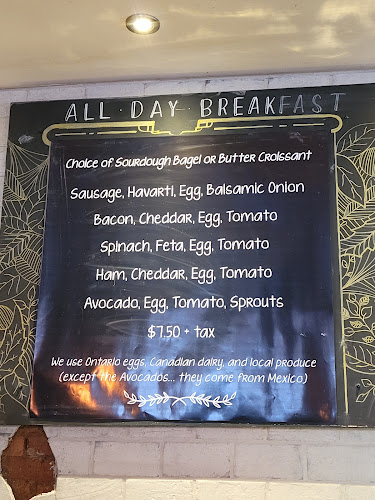 ALL · DAY · BREAKFAST
Choice of Sourdough Bagel or Butter Croissant
Sausage, Havarti, Egg, Balsamic Onion
Bacon, Cheddar, Egg, Tomato
Spinach, Feta, Egg, Tomato
Ham, Cheddar, Egg, Tomato
Avocado, Egg, Tomato, Sprouts
$7.50 + tax
We use Ontario eggs, Canadian dairy, and local produce
(except the Avocados... they come from Mexico)